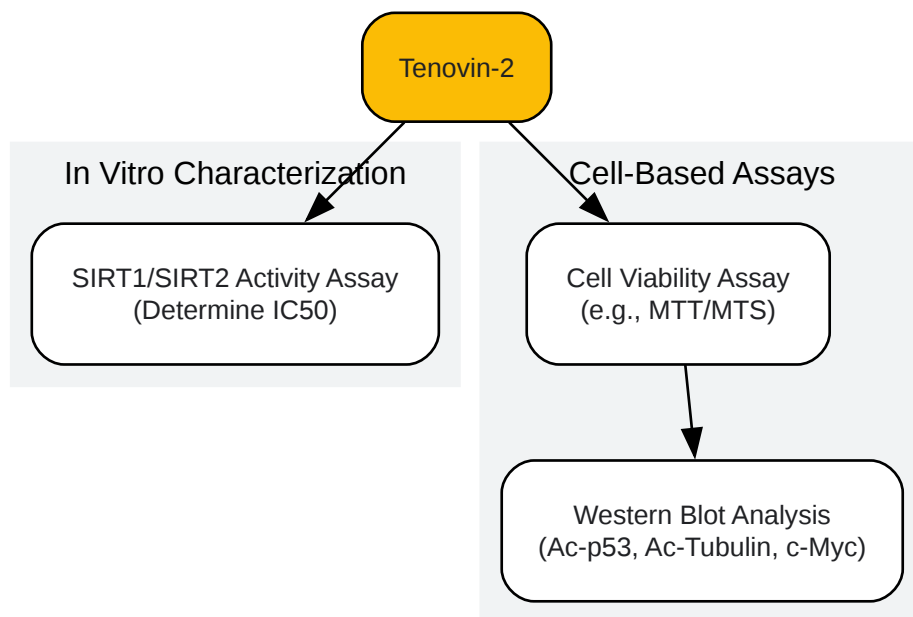 Tenovin-2
In Vitro Characterization
SIRT1/SIRT2 Activity Assay
(Determine IC50)
Cell-Based Assays
Cell Viability Assay
(e.g., MTT/MTS)
Western Blot Analysis
(Ac-p53, Ac-Tubulin, c-Myc)